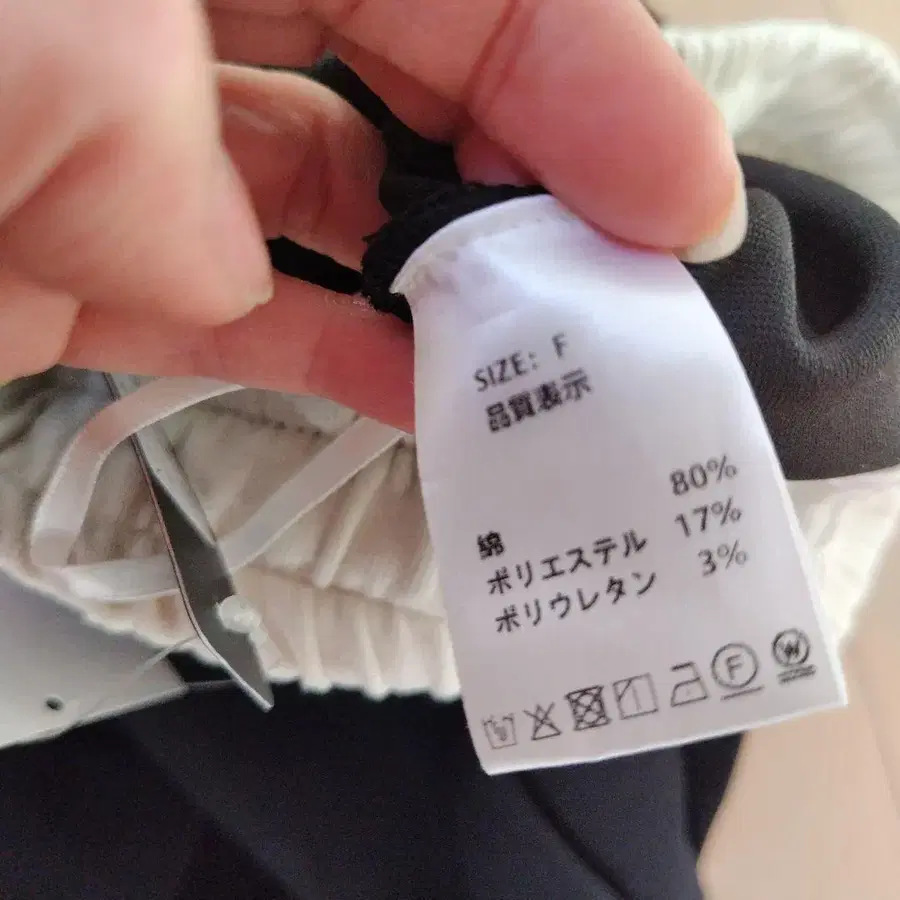 SIZE: F
品質表示
綿 80%
ポリエステル 17%
ポリウレタン 3%
F W